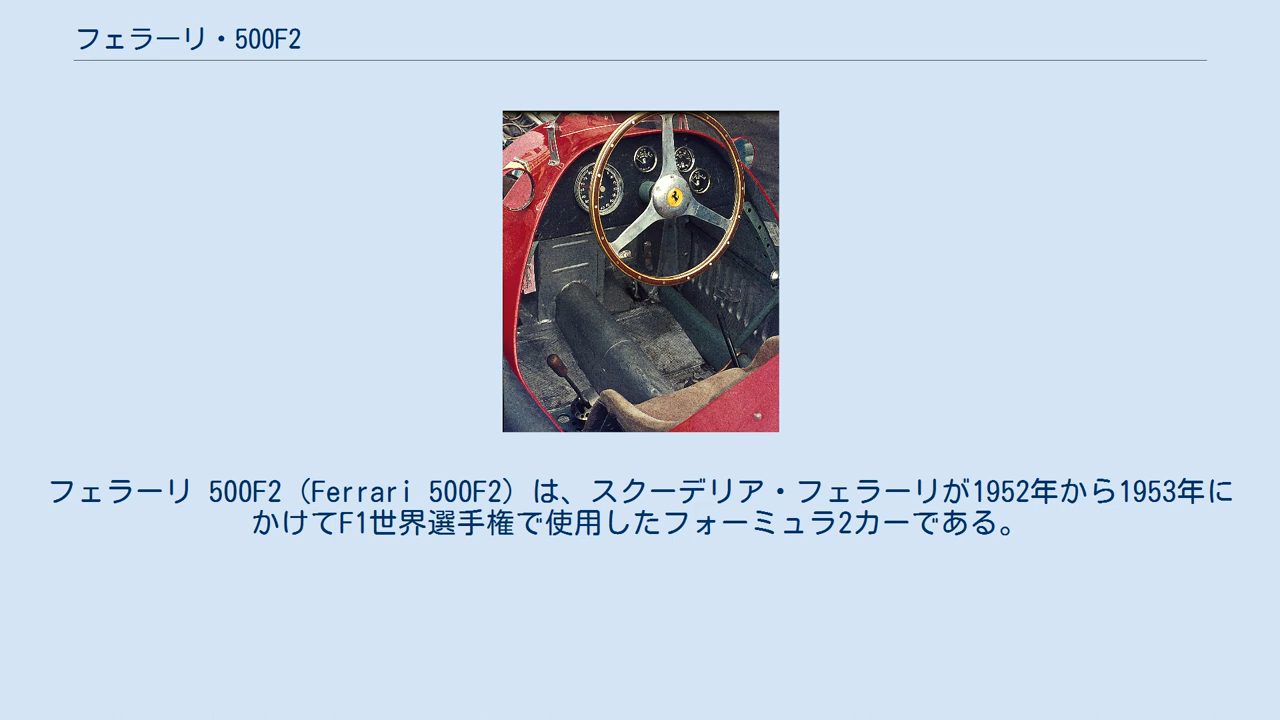 フェラーリ・500F2
フェラーリ 500F2（Ferrari 500F2）は、スクーデリア・フェラーリが1952年から1953年に
かけてF1世界選手権で使用したフォーミュラ2カーである。